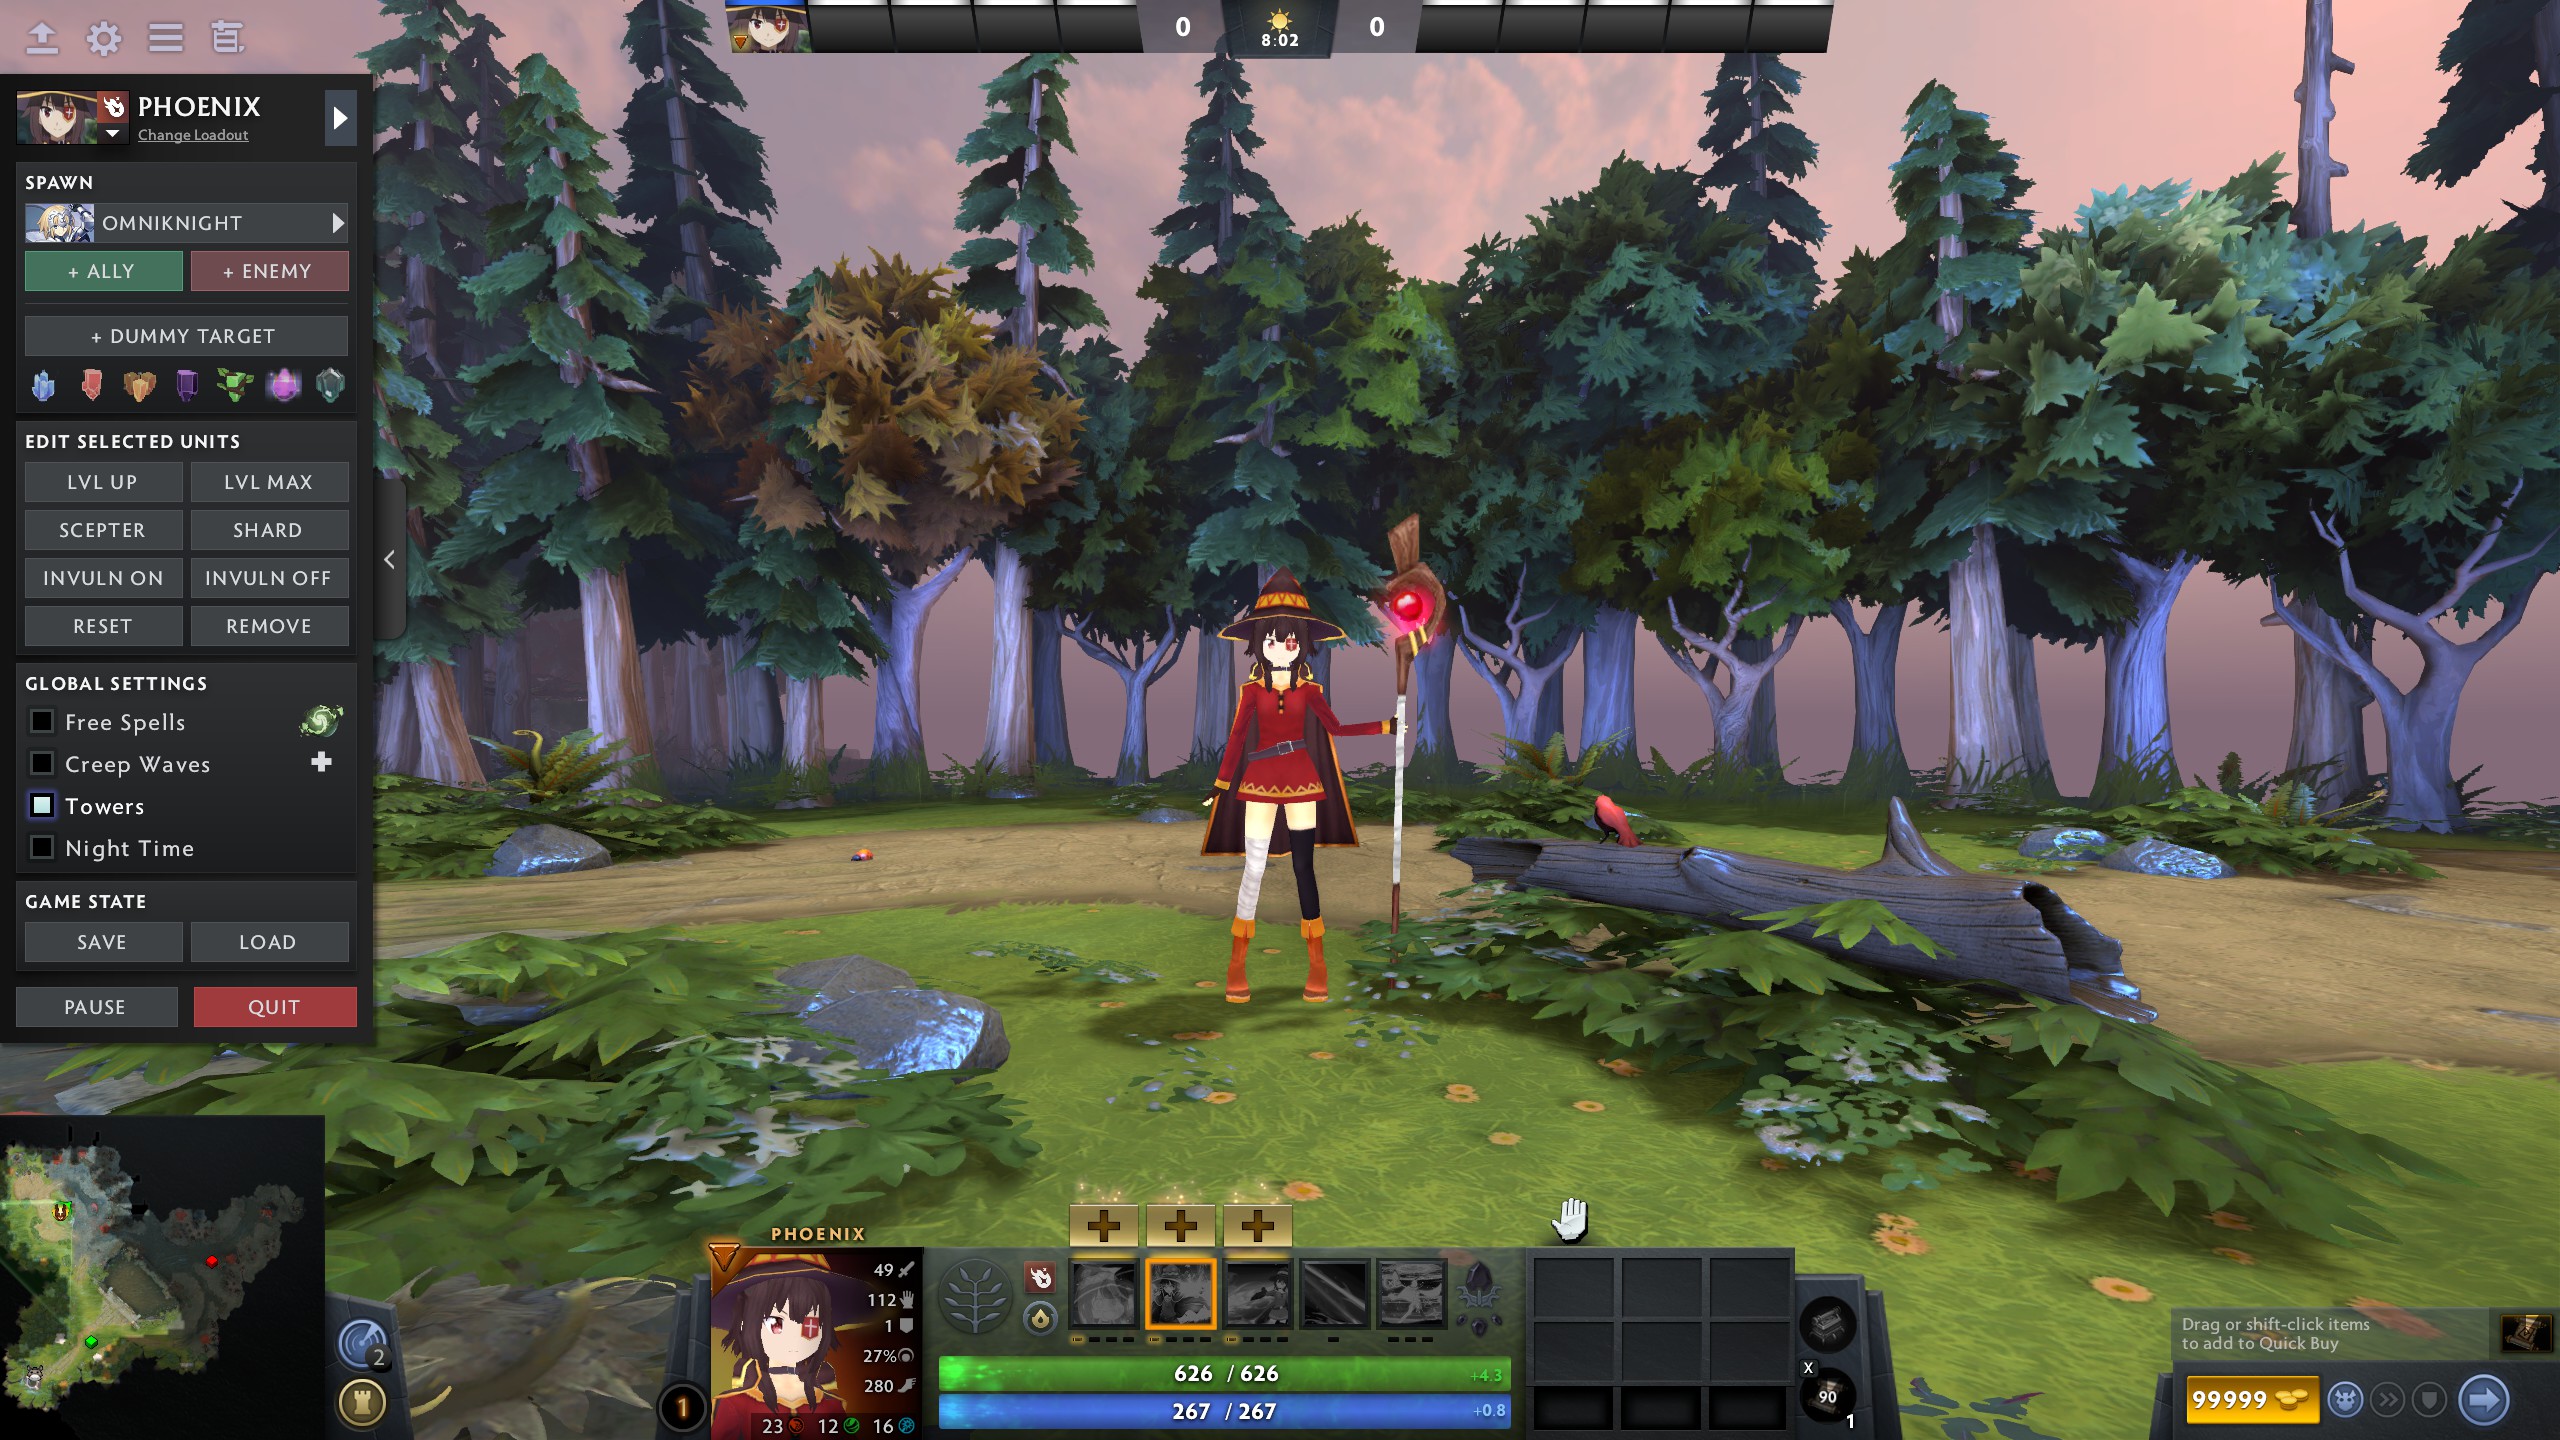 0
8:02
0
PHOENIX
Change Loadout
SPAWN
OMNIKNIGHT
+ ALLY
+ ENEMY
+ DUMMY TARGET
EDIT SELECTED UNITS
LVL UP
LVL MAX
SCEPTER
SHARD
INVULN ON
INVULN OFF
RESET
REMOVE
GLOBAL SETTINGS
Free Spells
Creep Waves
Towers
Night Time
GAME STATE
SAVE
LOAD
PAUSE
QUIT
2
PHOENIX
49
112
1
27%
280
1
23
12
16
626 / 626
+4.3
267 / 267
+0.8
X
90
1
Drag or shift-click items
to add to Quick Buy
99999